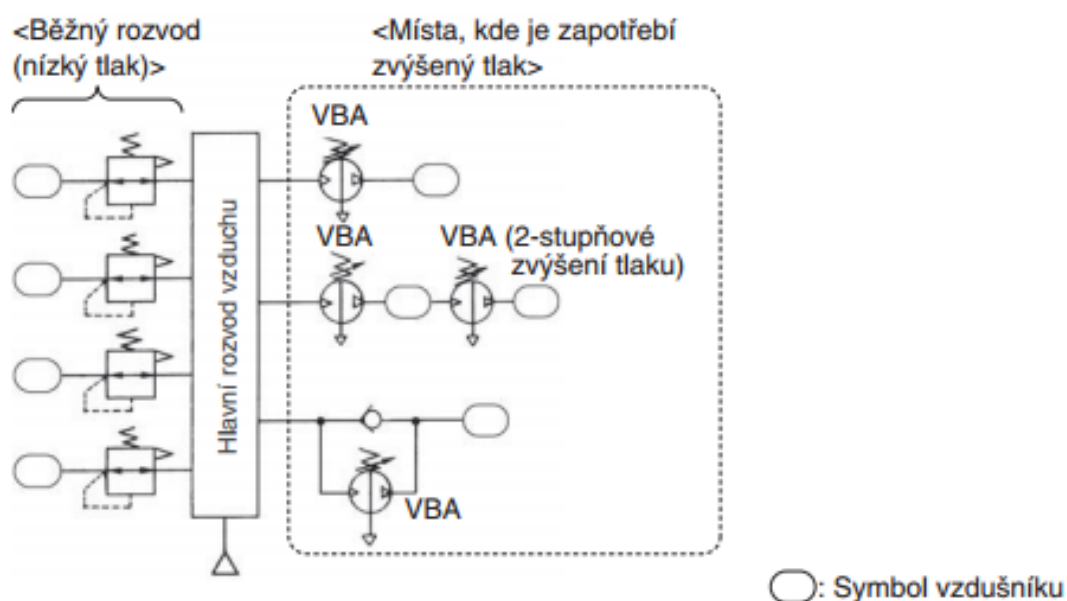 <Běžný rozvod
(nízký tlak)>
<Místa, kde je zapotřebí
zvýšený tlak>
VBA
VBA
VBA (2-stupňové
zvýšení tlaku)
Hlavní rozvod vzduchu
VBA
: Symbol vzdušníku